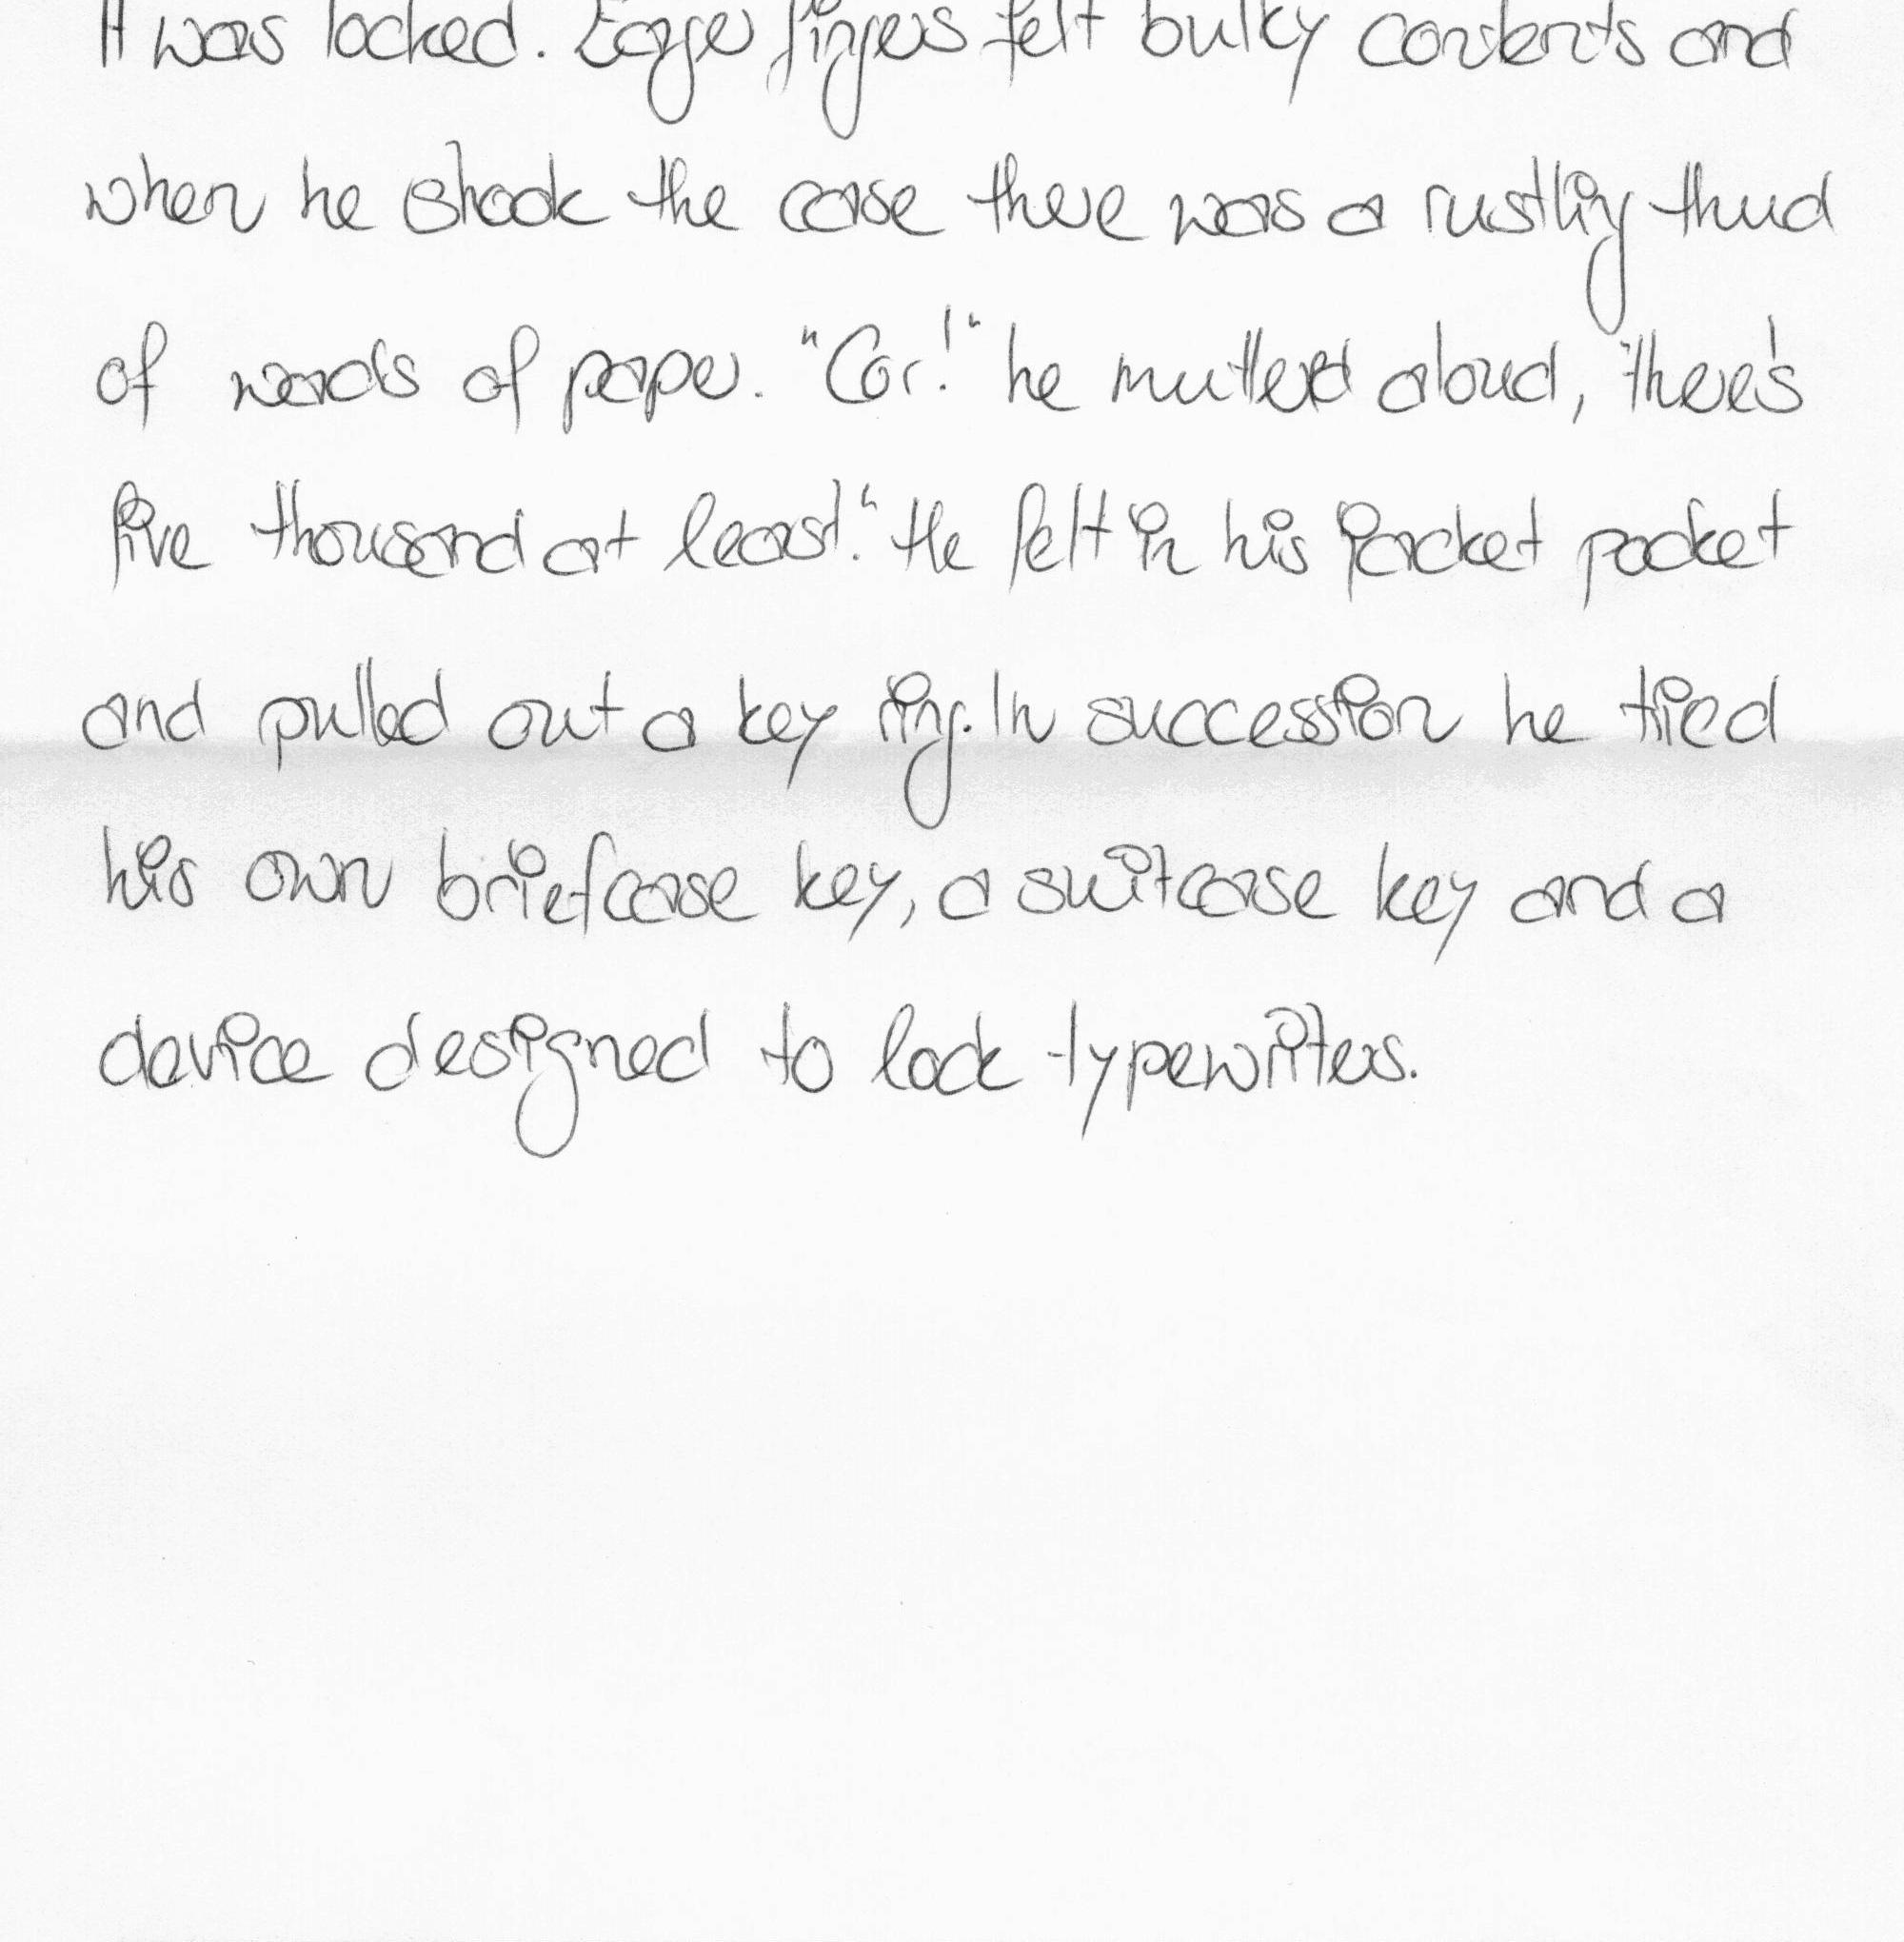 It was locked. Eager fingers felt bulky contents and
when he shook the case there was a rustling thud
of wads of paper. "Cor!" he muttered aloud, "there's
five thousand at least." He felt in his jacket pocket
and pulled out a key ring. In succession he tried
his own briefcase key, a suitcase key and a
device designed to lock typewriters.